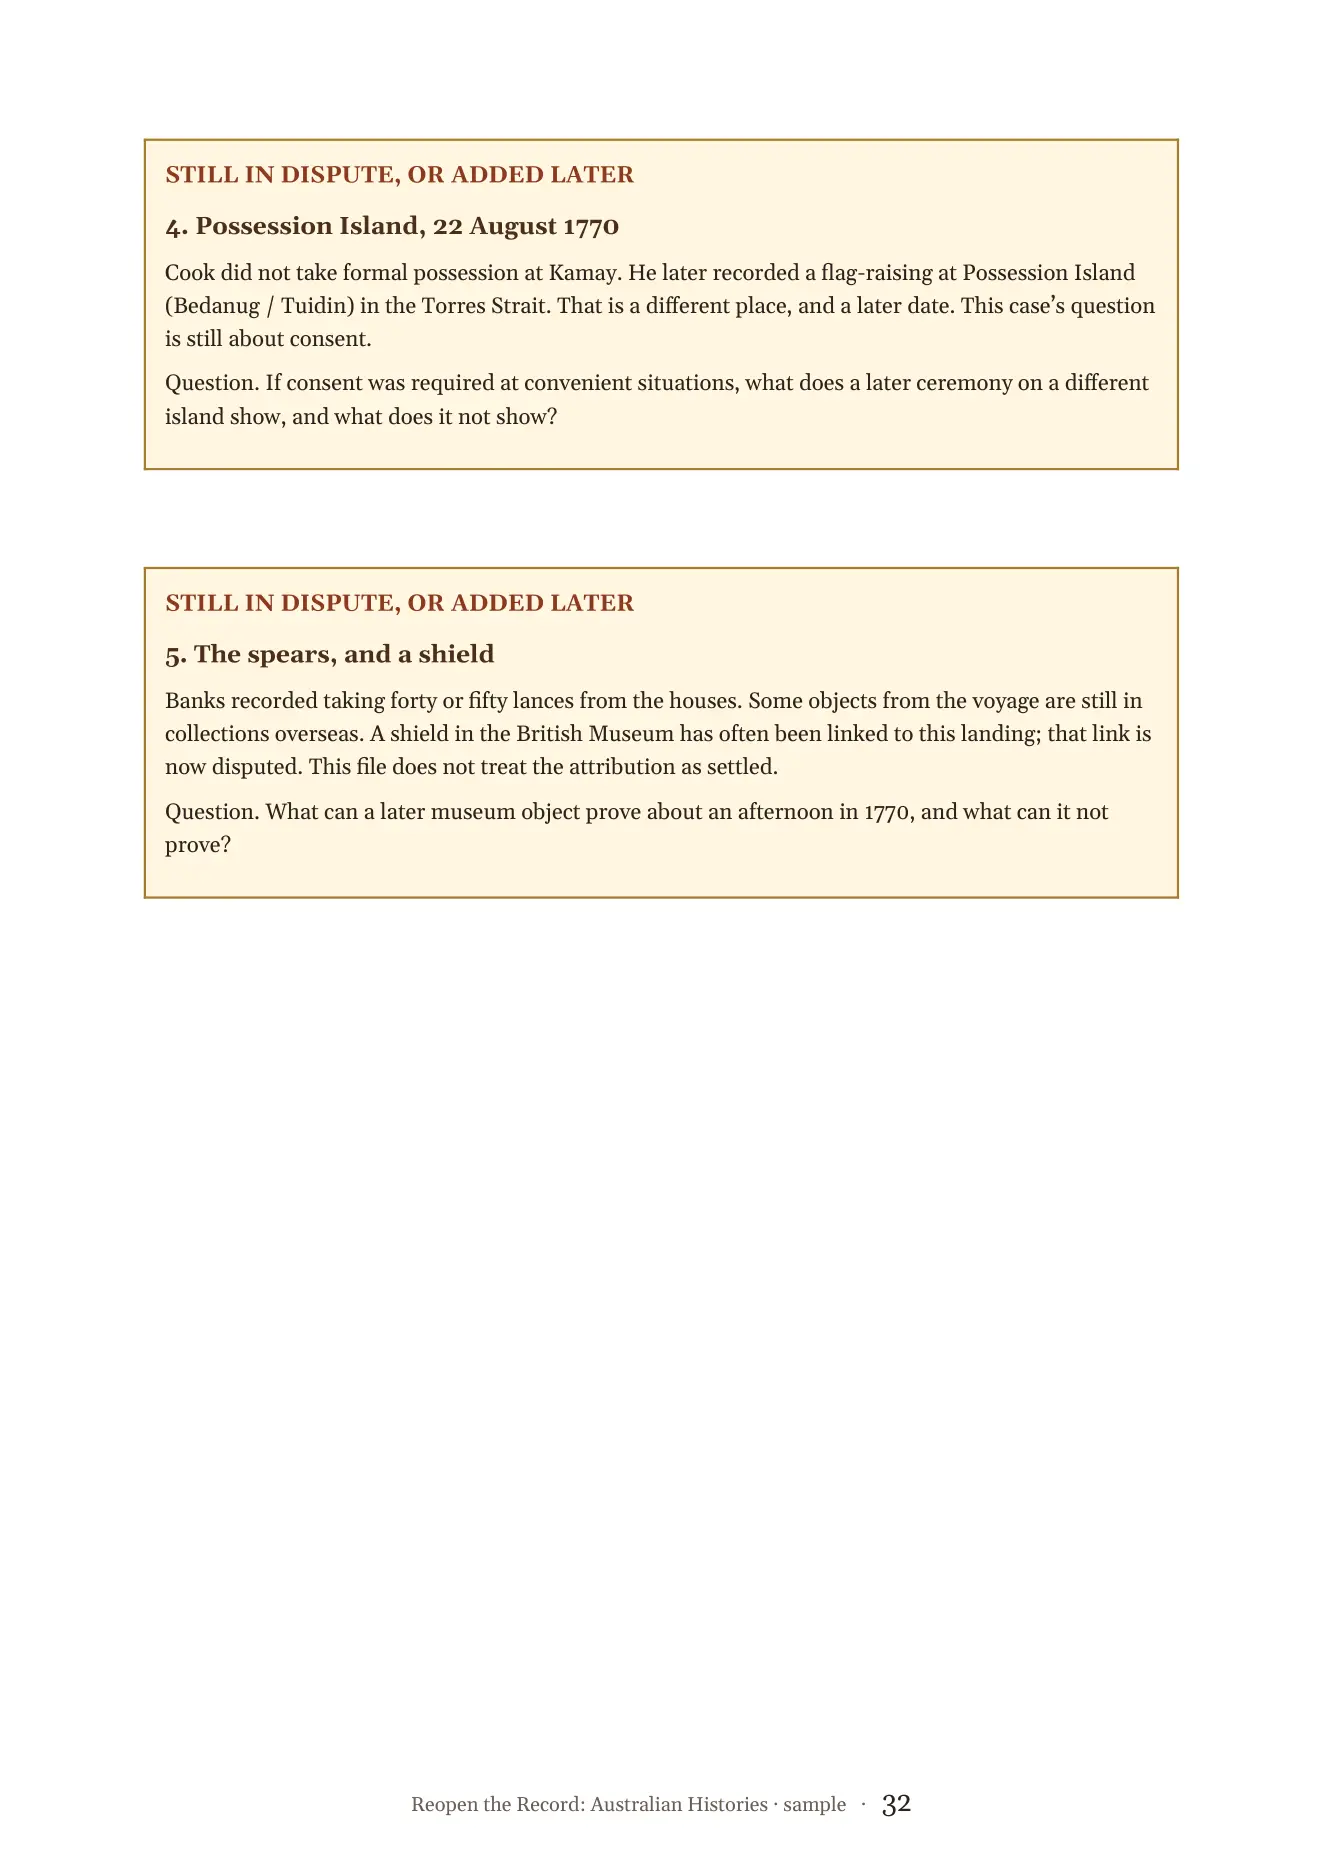 STILL IN DISPUTE, OR ADDED LATER
4. Possession Island, 22 August 1770
Cook did not take formal possession at Kamay. He later recorded a flag-raising at Possession Island
(Bedanug / Tuidin) in the Torres Strait. That is a different place, and a later date. This case’s question
is still about consent.
Question. If consent was required at convenient situations, what does a later ceremony on a different
island show, and what does it not show?
STILL IN DISPUTE, OR ADDED LATER
5. The spears, and a shield
Banks recorded taking forty or fifty lances from the houses. Some objects from the voyage are still in
collections overseas. A shield in the British Museum has often been linked to this landing; that link is
now disputed. This file does not treat the attribution as settled.
Question. What can a later museum object prove about an afternoon in 1770, and what can it not
prove?
Reopen the Record: Australian Histories · sample · 32